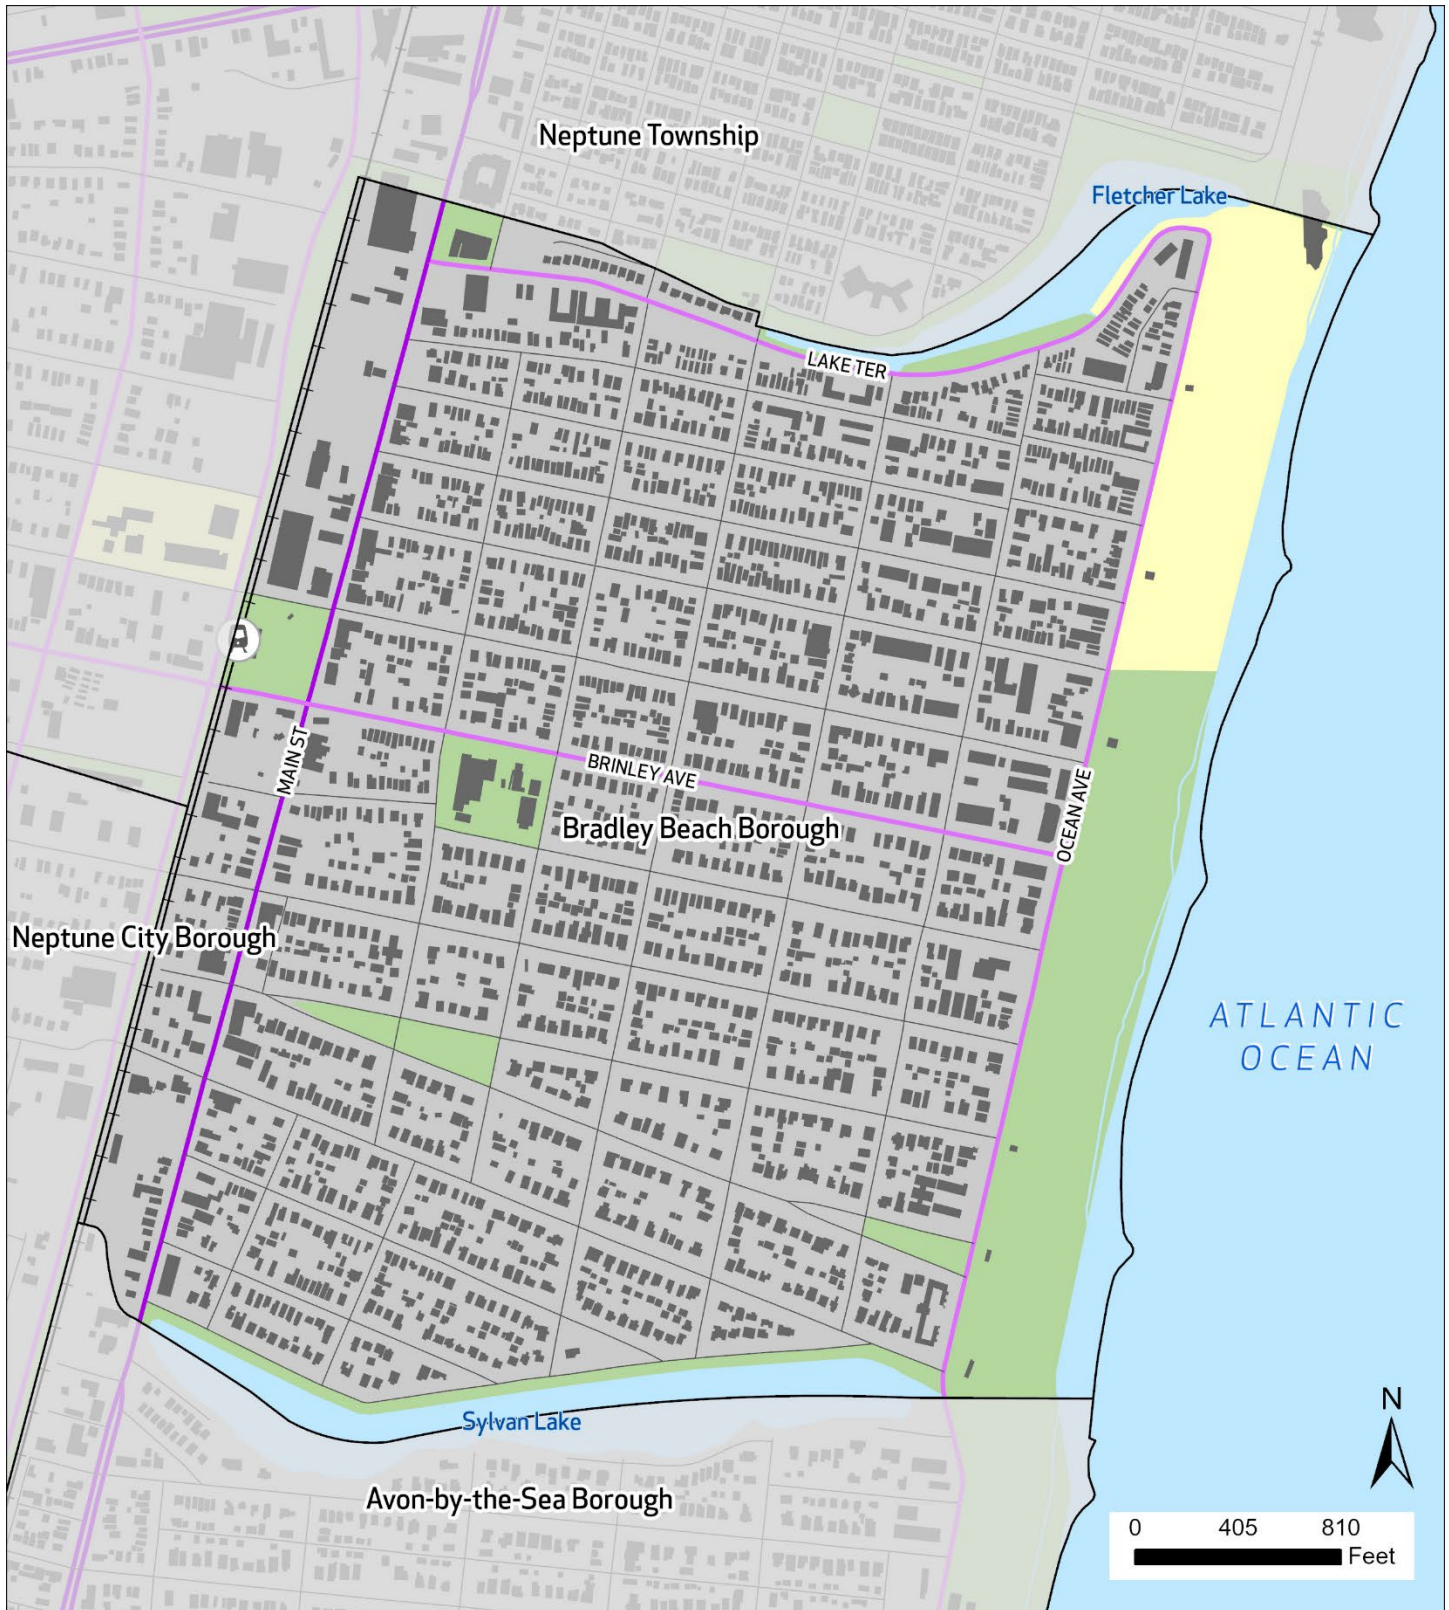 Neptune Township
Fletcher Lake
LAKE TER
MAIN ST
BRINLEY AVE
OCEAN AVE
Bradley Beach Borough
Neptune City Borough
ATLANTIC
OCEAN
Sylvan Lake
Avon-by-the-Sea Borough
N
0 405 810
Feet